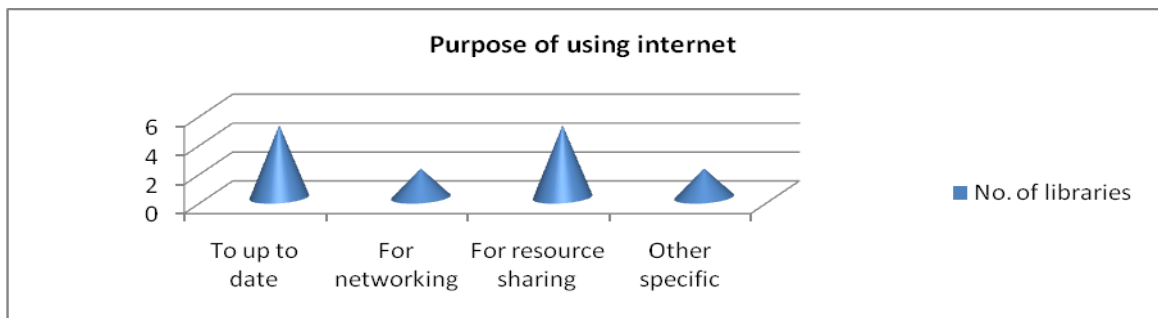 Purpose of using internet
6
4
2
0
To up to
date
For
networking
For resource
sharing
Other
specific
No. of libraries